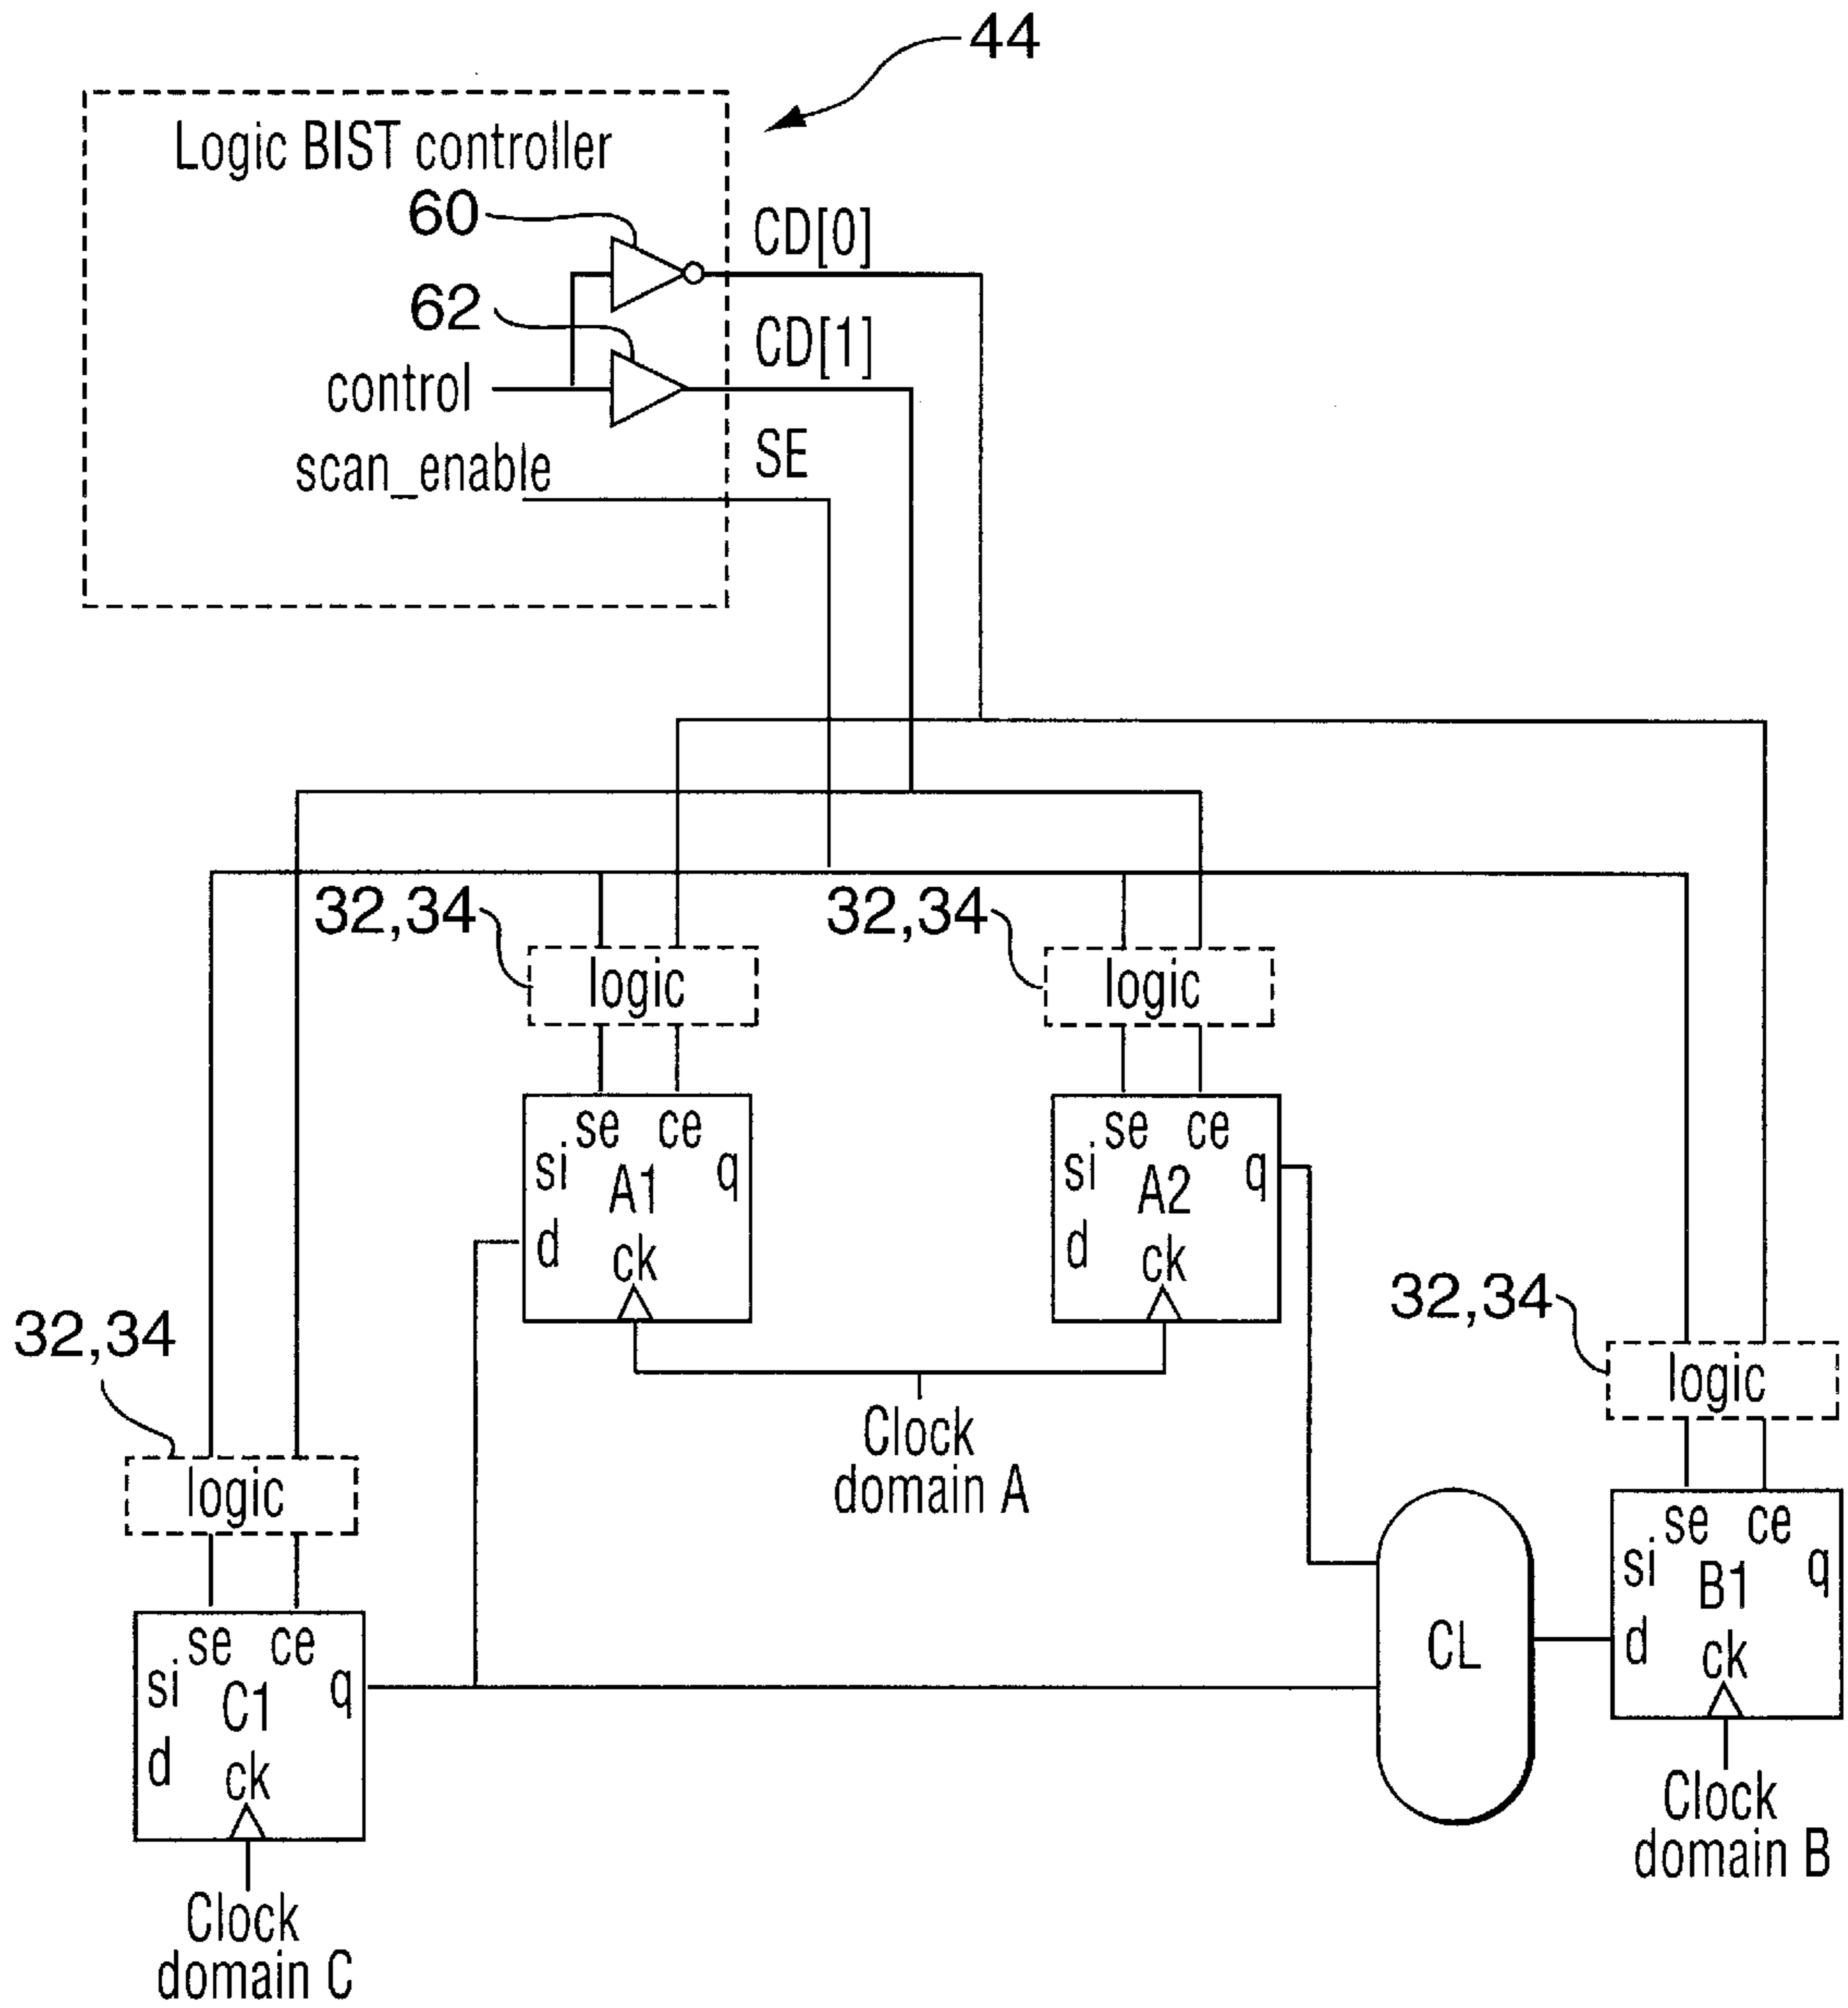 44
Logic BIST controller
60
CD[0]
62
CD[1]
control
SE
scan_enable
32,34
32,34
logic
logic
se ce
si A1 q
d ck
se ce
si A2 q
d ck
32,34
32,34
logic
Clock
domain A
logic
se ce
si B1 q
d ck
CL
se ce
si C1 q
d ck
Clock
domain B
Clock
domain C